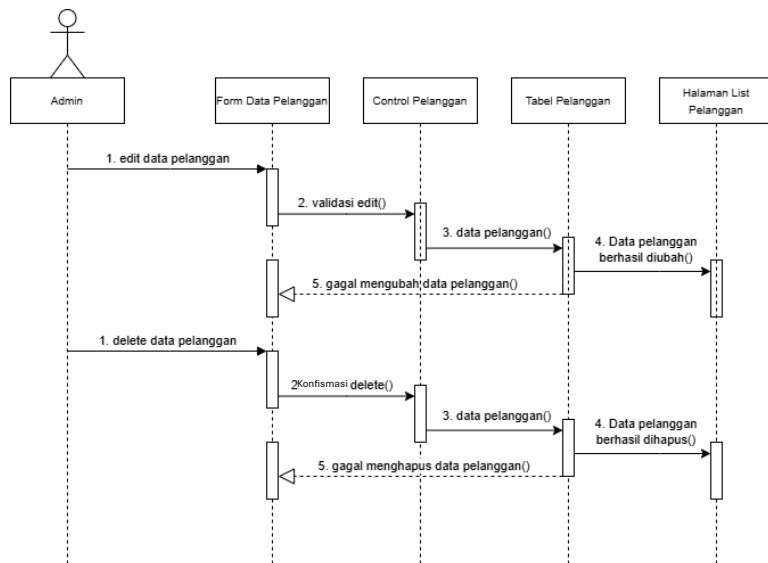 Admin
Form Data Pelanggan
Control Pelanggan
Tabel Pelanggan
Halaman List
Pelanggan
1. edit data pelanggan
2. validasi edit()
3. data pelanggan()
4. Data pelanggan
berhasil diubah()
5. gagal mengubah data pelanggan()
1. delete data pelanggan
2Konfismasi delete()
3. data pelanggan()
4. Data pelanggan
berhasil dihapus()
5. gagal menghapus data pelanggan()